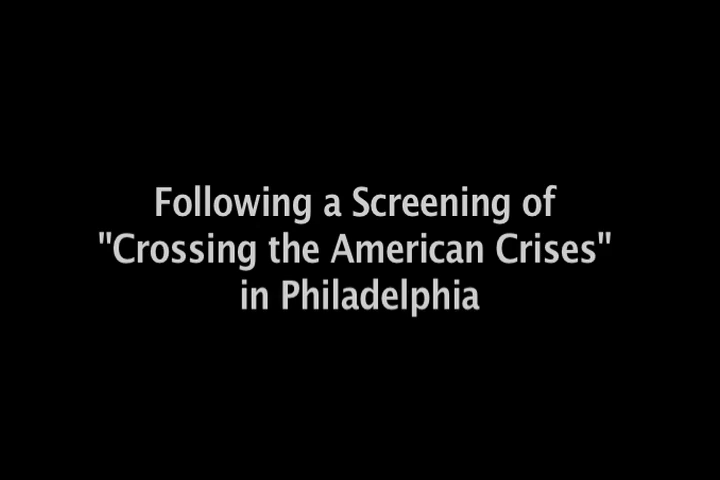 Following a Screening of
"Crossing the American Crises"
in Philadelphia